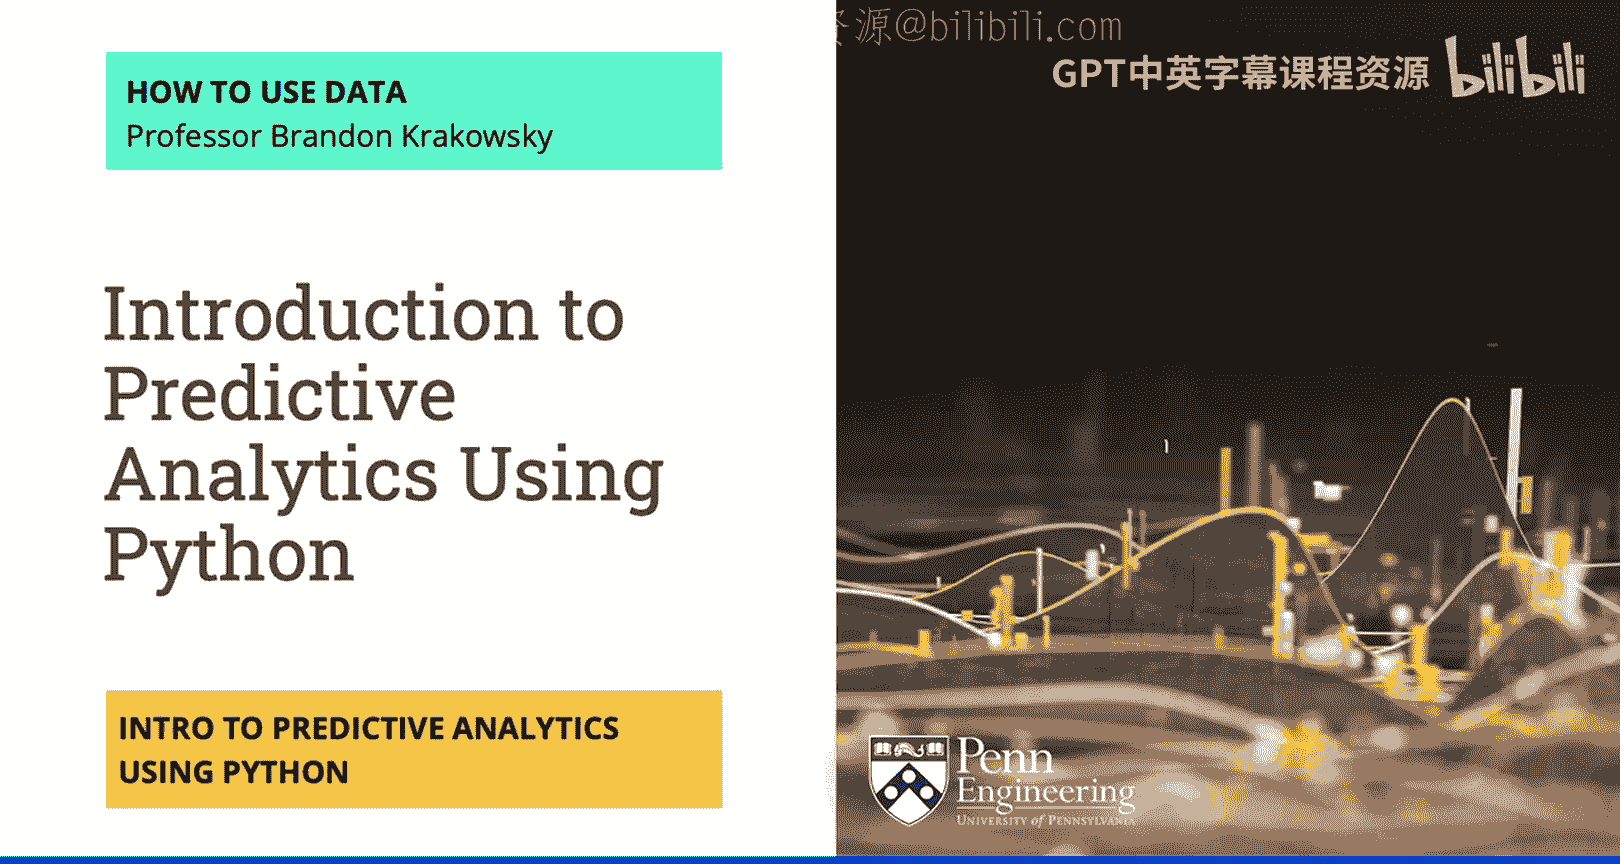 HOW TO USE DATA
Professor Brandon Krakowsky
Introduction to
Predictive
Analytics Using
Python
INTRO TO PREDICTIVE ANALYTICS
USING PYTHON
源@bilibili.com
GPT中英字幕课程资源 bilibili
Penn
Engineering
UNIVERSITY of PENNSYLVANIA